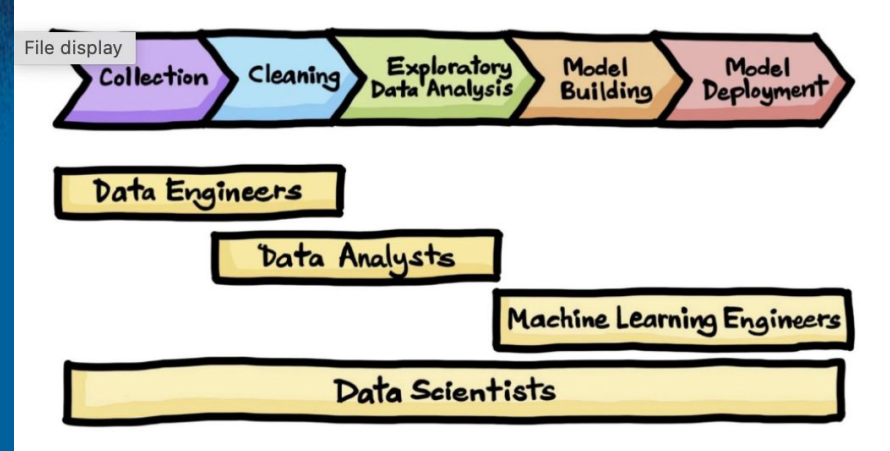 File display
Collection
Cleaning
Exploratory
Data Analysis
Model
Building
Model
Deployment
Data Engineers
Data Analysts
Machine Learning Engineers
Data Scientists